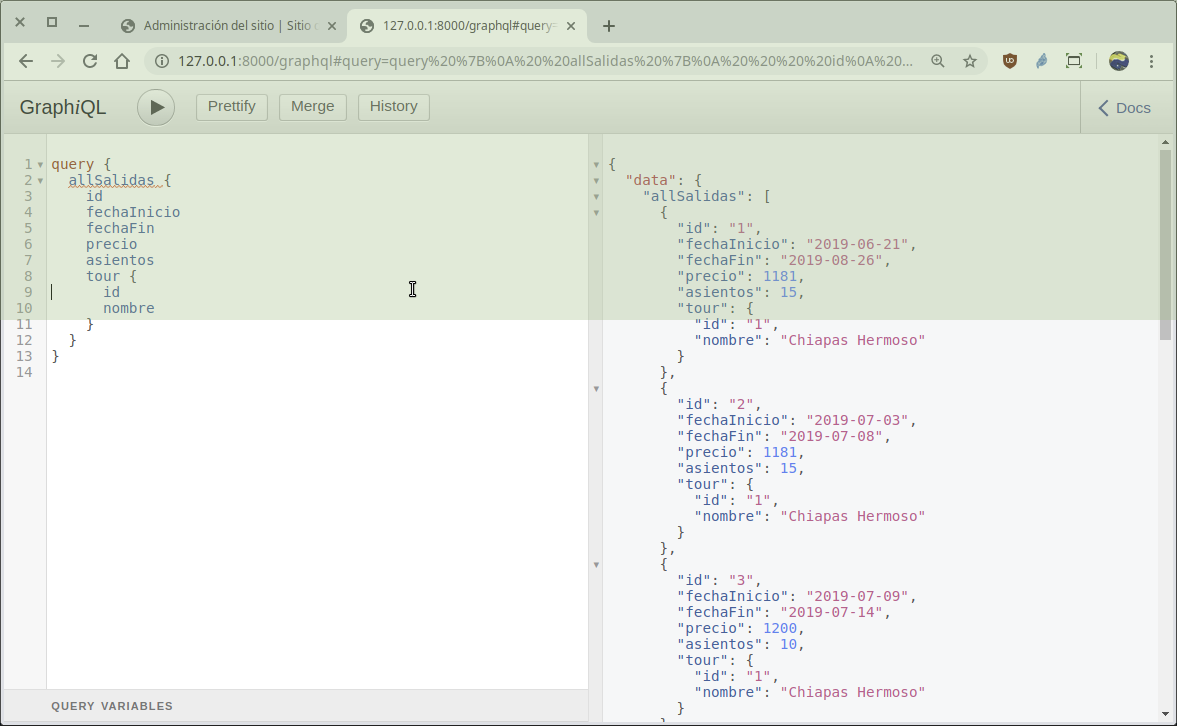 Administración del sitio | Sitio
127.0.0.1:8000/graphql#query=
127.0.0.1:8000/graphql#query=query%20%7B%0A%20%20allSalidas%20%7B%0A%20%20%20%20id%0A%20...
GraphiQL
Prettify
Merge
History
Docs
1 query {
2 allSalidas {
3 id
4 fechaInicio
5 fechaFin
6 precio
7 asientos
8 tour {
9 id
10 nombre
11 }
12 }
13 }
14
{
"data": {
"allSalidas": [
{
"id": "1",
"fechaInicio": "2019-06-21",
"fechaFin": "2019-08-26",
"precio": 1181,
"asientos": 15,
"tour": {
"id": "1",
"nombre": "Chiapas Hermoso"
}
},
{
"id": "2",
"fechaInicio": "2019-07-03",
"fechaFin": "2019-07-08",
"precio": 1181,
"asientos": 15,
"tour": {
"id": "1",
"nombre": "Chiapas Hermoso"
}
},
{
"id": "3",
"fechaInicio": "2019-07-09",
"fechaFin": "2019-07-14",
"precio": 1200,
"asientos": 10,
"tour": {
"id": "1",
"nombre": "Chiapas Hermoso"
}
QUERY VARIABLES